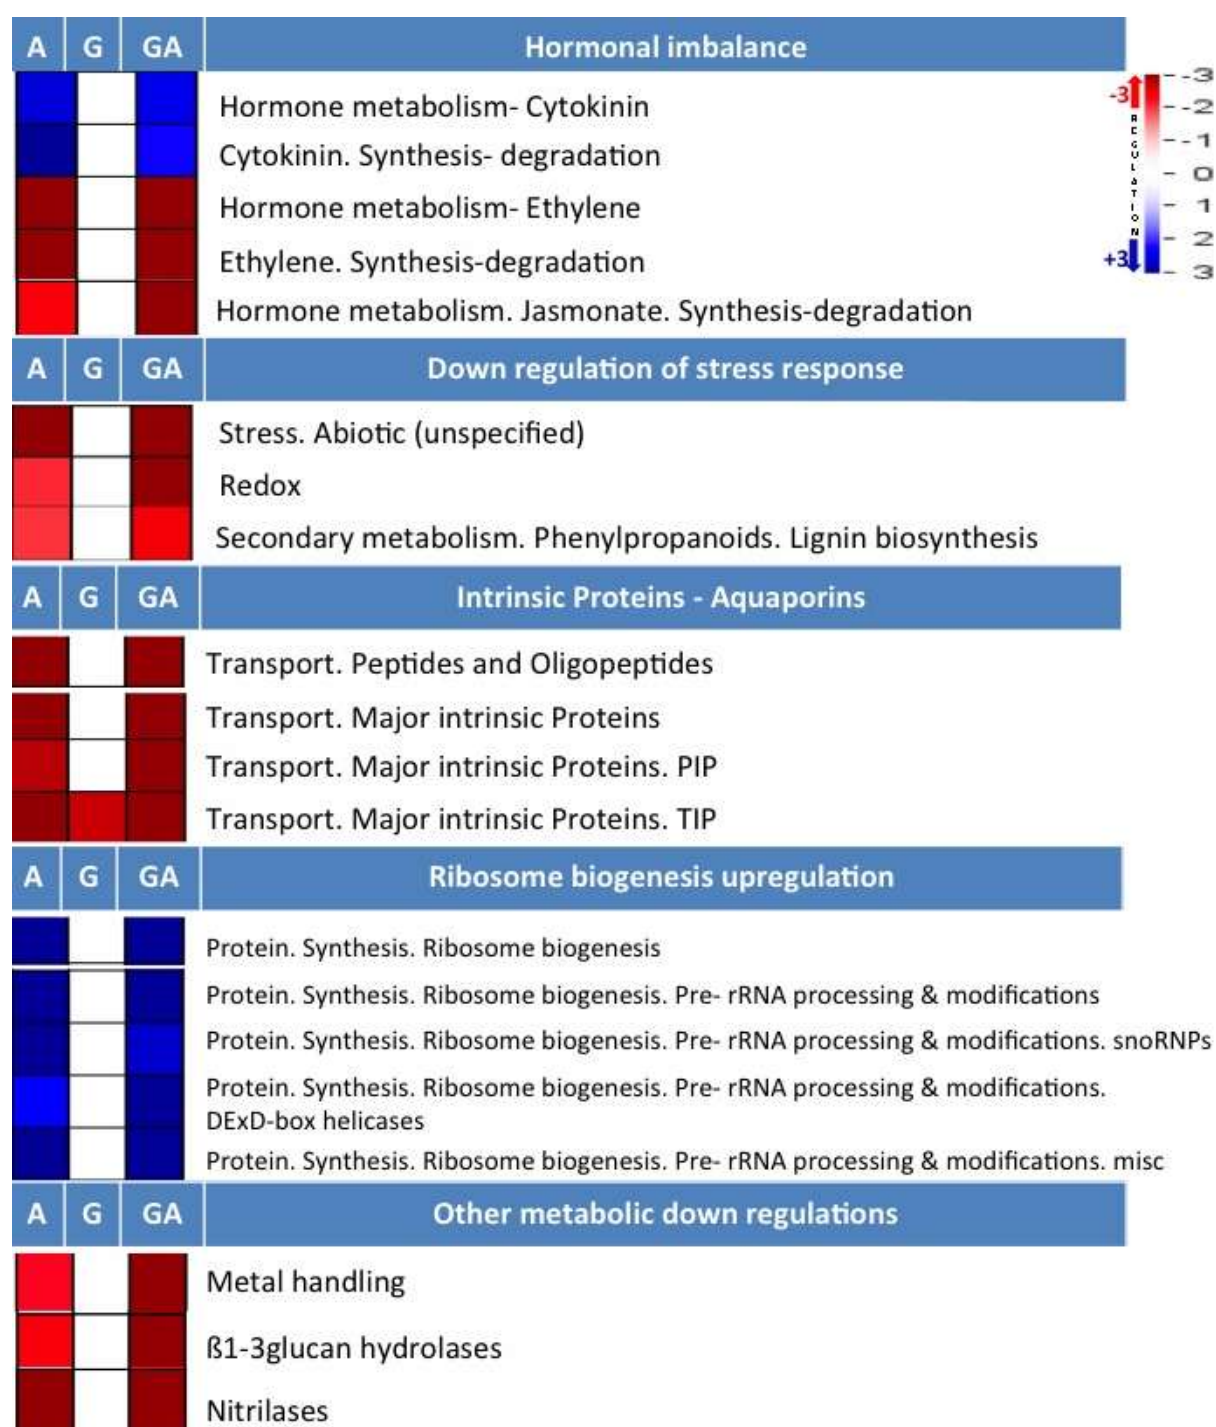 A G GA Hormonal imbalance
Hormone metabolism- Cytokinin
Cytokinin. Synthesis- degradation
Hormone metabolism- Ethylene
Ethylene. Synthesis-degradation
Hormone metabolism. Jasmonate. Synthesis-degradation
-3
REGULATION
+3
-3
-2
-1
0
1
2
3
A G GA Down regulation of stress response
Stress. Abiotic (unspecified)
Redox
Secondary metabolism. Phenylpropanoids. Lignin biosynthesis
A G GA Intrinsic Proteins - Aquaporins
Transport. Peptides and Oligopeptides
Transport. Major intrinsic Proteins
Transport. Major intrinsic Proteins. PIP
Transport. Major intrinsic Proteins. TIP
A G GA Ribosome biogenesis upregulation
Protein. Synthesis. Ribosome biogenesis
Protein. Synthesis. Ribosome biogenesis. Pre- rRNA processing & modifications
Protein. Synthesis. Ribosome biogenesis. Pre- rRNA processing & modifications. snoRNPs
Protein. Synthesis. Ribosome biogenesis. Pre- rRNA processing & modifications.
DExD-box helicases
Protein. Synthesis. Ribosome biogenesis. Pre- rRNA processing & modifications. misc
A G GA Other metabolic down regulations
Metal handling
ß1-3glucan hydrolases
Nitrilases